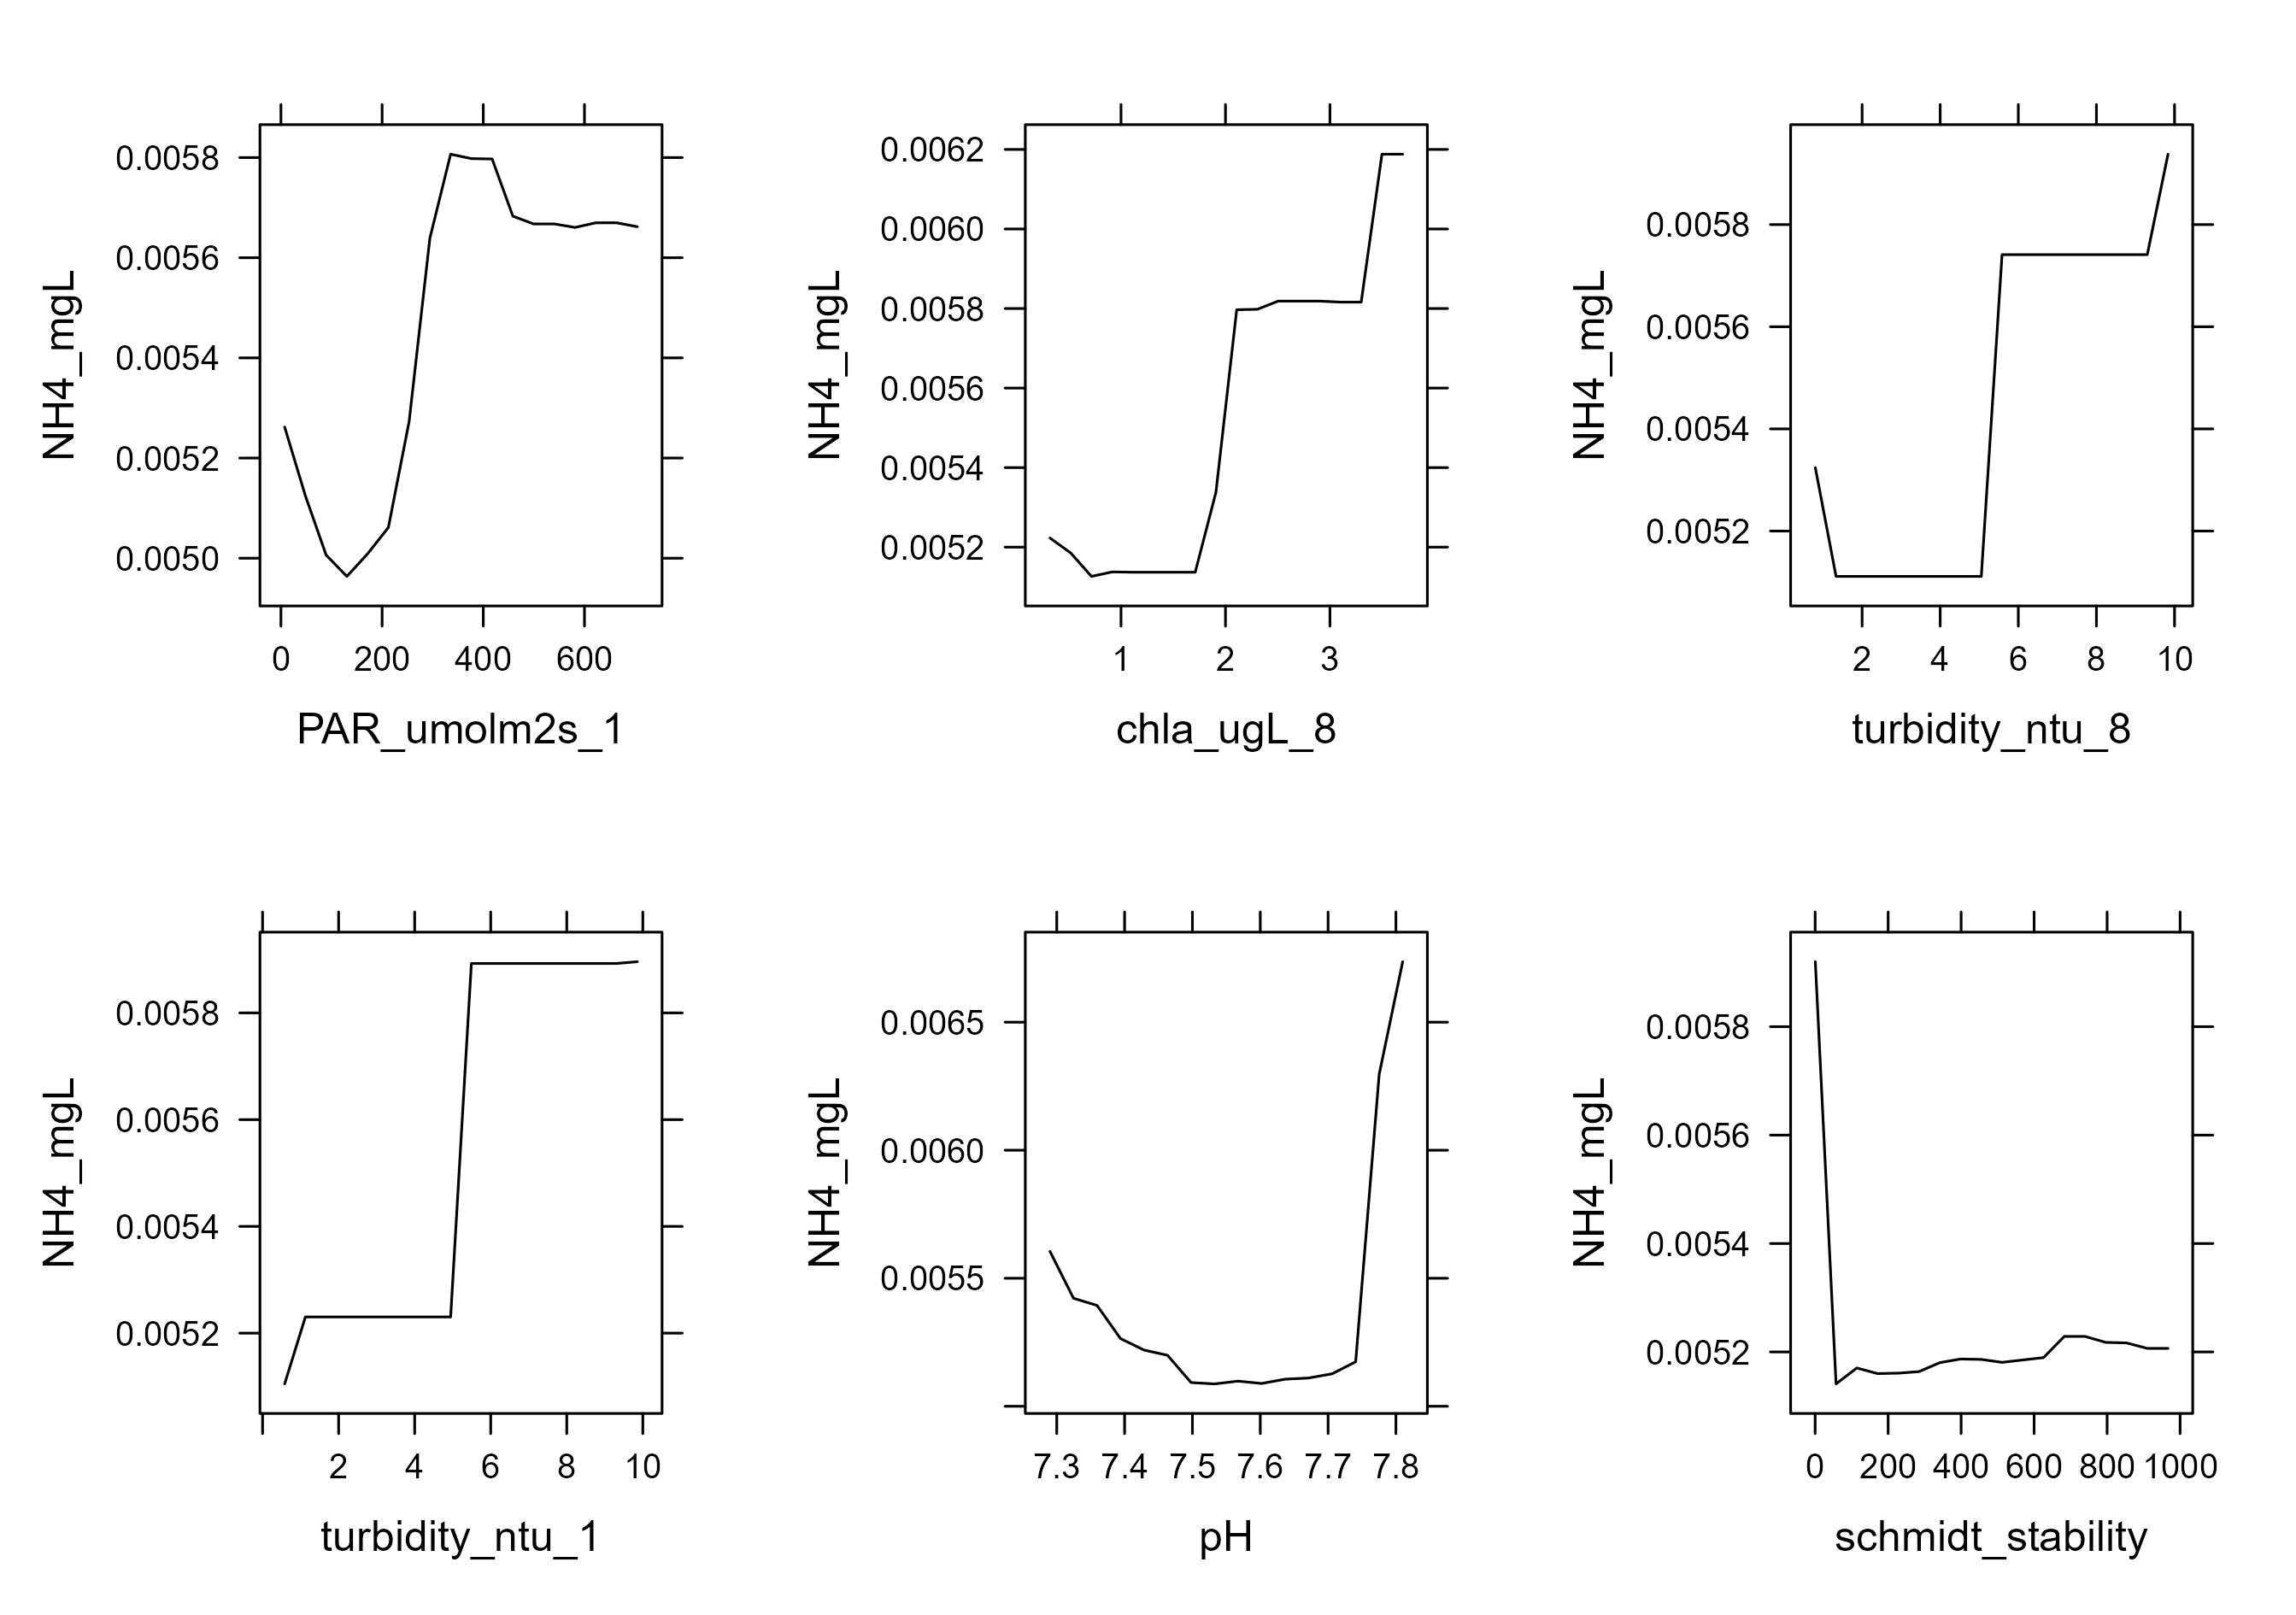 NH4_mgL
0.0058
0.0056
0.0054
0.0052
0.0050
0 200 400 600
PAR_umolm2s_1
NH4_mgL
0.0062
0.0060
0.0058
0.0056
0.0054
0.0052
1 2 3
chla_ugL_8
NH4_mgL
0.0058
0.0056
0.0054
0.0052
2 4 6 8 10
turbidity_ntu_8
NH4_mgL
0.0058
0.0056
0.0054
0.0052
2 4 6 8 10
turbidity_ntu_1
NH4_mgL
0.0065
0.0060
0.0055
7.3 7.4 7.5 7.6 7.7 7.8
pH
NH4_mgL
0.0058
0.0056
0.0054
0.0052
0 200 400 600 800 1000
schmidt_stability